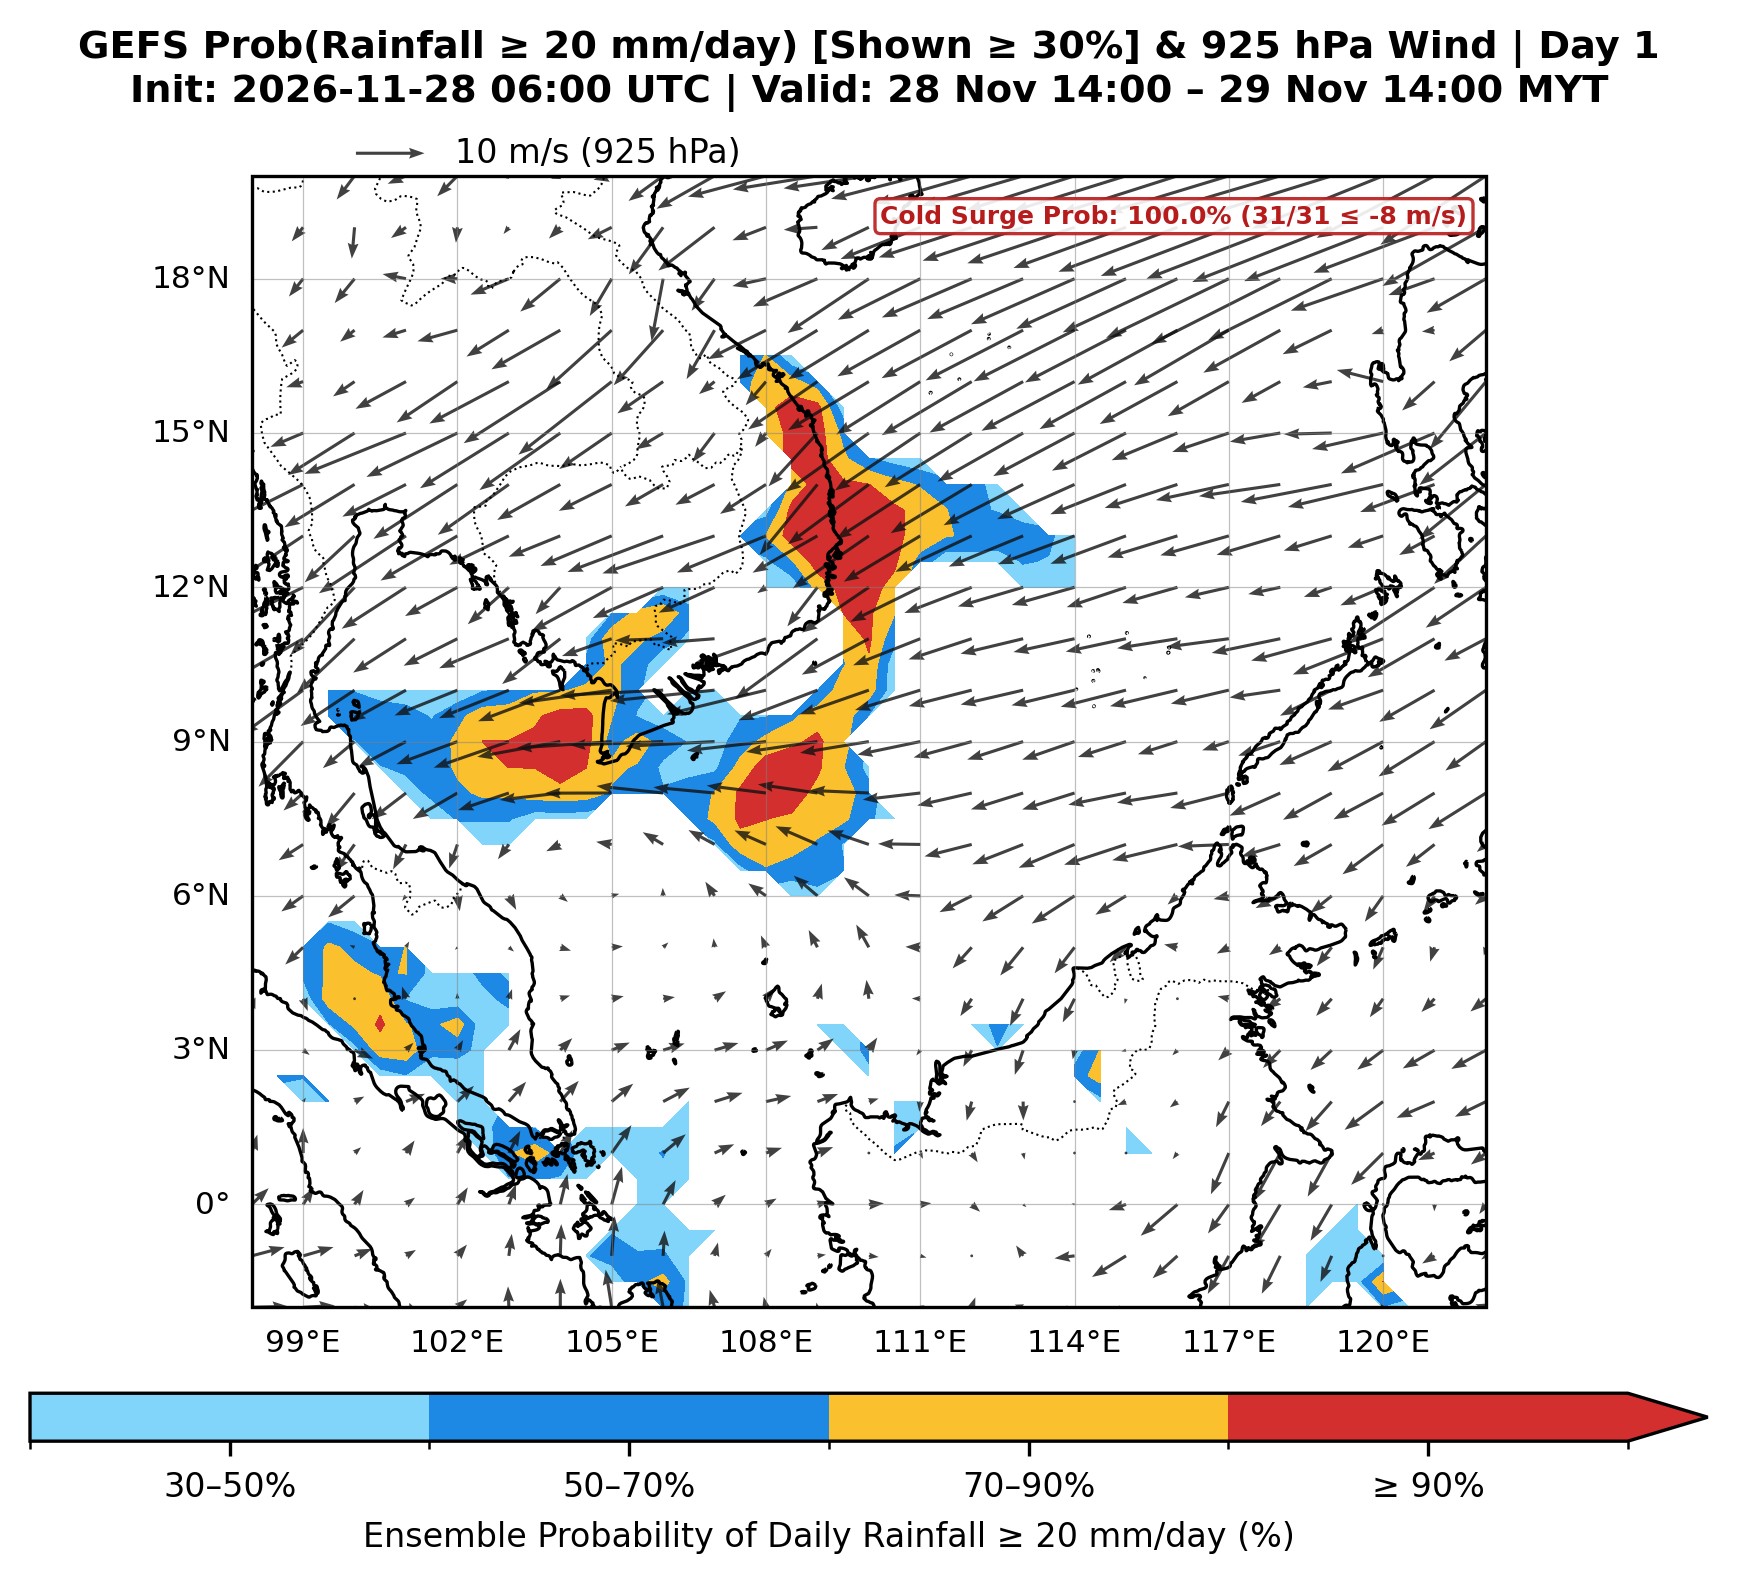 GEFS Prob(Rainfall ≥ 20 mm/day) [Shown ≥ 30%] & 925 hPa Wind | Day 1
Init: 2026-11-28 06:00 UTC | Valid: 28 Nov 14:00 – 29 Nov 14:00 MYT
10 m/s (925 hPa)
Cold Surge Prob: 100.0% (31/31 ≤ -8 m/s)
18°N
15°N
12°N
9°N
6°N
3°N
0°
99°E 102°E 105°E 108°E 111°E 114°E 117°E 120°E
30–50% 50–70% 70–90% ≥ 90%
Ensemble Probability of Daily Rainfall ≥ 20 mm/day (%)